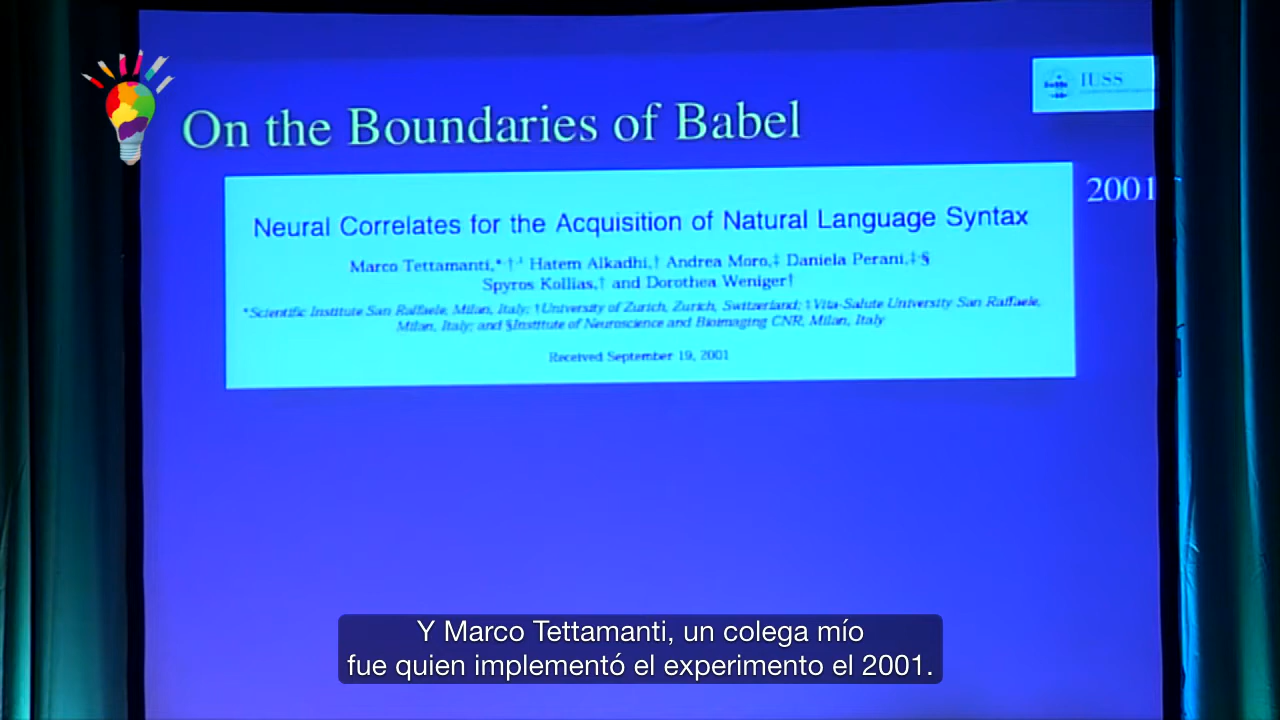 On the Boundaries of Babel
IUSS
2001
Neural Correlates for the Acquisition of Natural Language Syntax
Marco Tettamanti,*† Hatem Alkadhi,† Andrea Moro,‡ Daniela Perani,‡§
Spyros Kollias,† and Dorothea Weniger†
*Scientific Institute San Raffaele, Milan, Italy; †University of Zurich, Zurich, Switzerland; ‡Vita-Salute University San Raffaele,
Milan, Italy; and §Institute of Neuroscience and Bioimaging CNR, Milan, Italy
Received September 19, 2001
Y Marco Tettamanti, un colega mío
fue quien implementó el experimento el 2001.